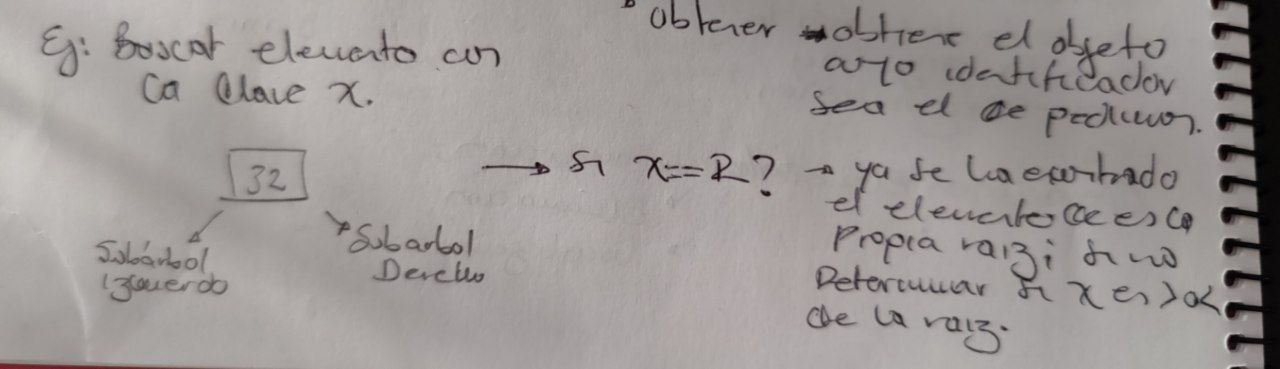 obtener → obtiene el objeto
cuyo identificador
sea el que pedimos.
Ej: Buscar elemento con
la clave x.
32
Subárbol
izquierdo
Subarbol
Derecho
→ Si x==R? → ya se ha encontrado
el elemento que es la
propia raiz; si no
Determinar si x es > o <
que la raiz.